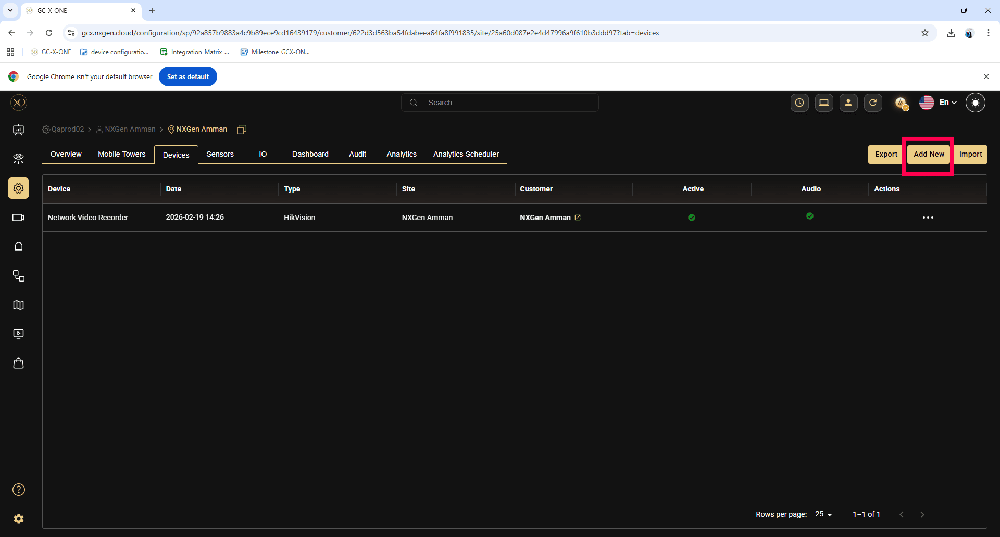 GC-X-ONE
gcx.nxgen.cloud/configuration/sp/92a857b9883a4c9b89ece9cd16439179/customer/622d3d563ba54fdabeea64fa8f991835/site/25a60d087e2e4d47996a9f610b3ddd97?tab=devices
GC-X-ONE device configuratio... Integration_Matrix_... Milestone_GCX-ON...
Google Chrome isn't your default browser Set as default
XO Search ... En
Qaprod02 > NXGen Amman > NXGen Amman
Overview Mobile Towers Devices Sensors IO Dashboard Audit Analytics Analytics Scheduler Export Add New Import
Device Date Type Site Customer Active Audio Actions
Network Video Recorder 2026-02-19 14:26 HikVision NXGen Amman NXGen Amman
Rows per page: 25 1–1 of 1